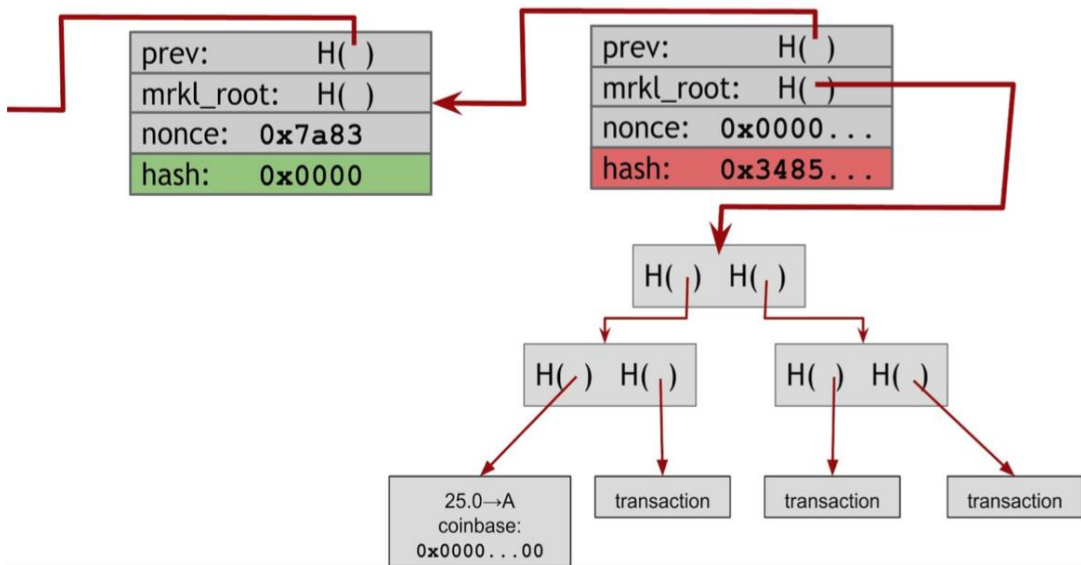 prev: H( )
mrkl_root: H( )
nonce: 0x7a83
hash: 0x0000
prev: H( )
mrkl_root: H( )
nonce: 0x0000...
hash: 0x3485...
H( ) H( )
H( ) H( )
H( ) H( )
25.0→A
coinbase:
0x0000...00
transaction
transaction
transaction